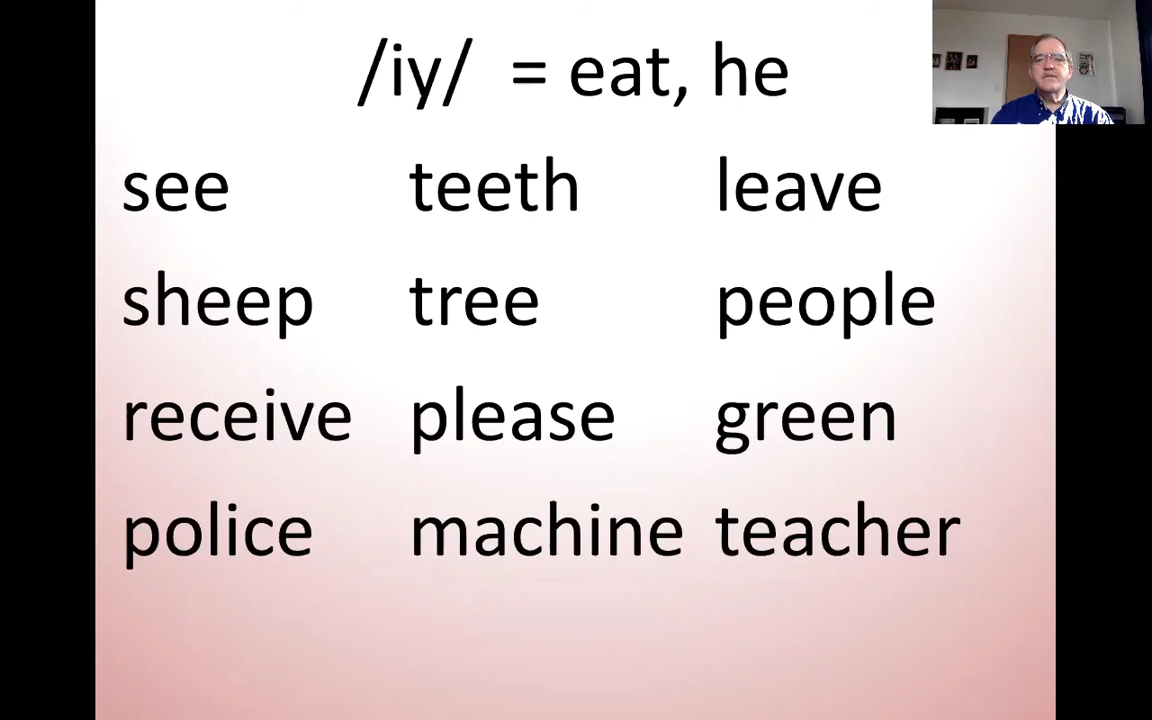 /iy/ = eat, he
see teeth leave
sheep tree people
receive please green
police machine teacher